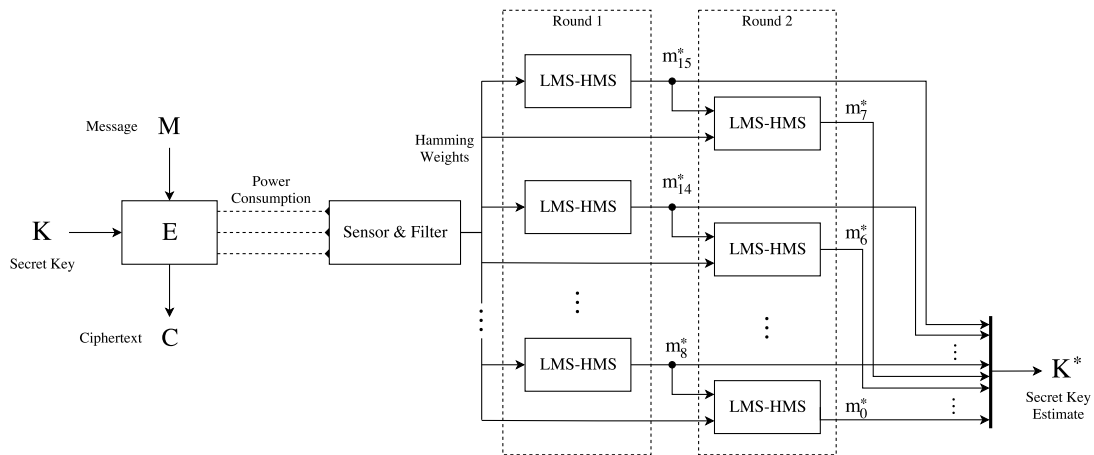 Round 1
Round 2
m*15
LMS-HMS
m*7
LMS-HMS
Message M
Hamming
Weights
Power
Consumption
m*14
LMS-HMS
K
E
Sensor & Filter
m*6
LMS-HMS
Secret Key
Ciphertext C
m*8
LMS-HMS
K*
Secret Key
Estimate
m*0
LMS-HMS